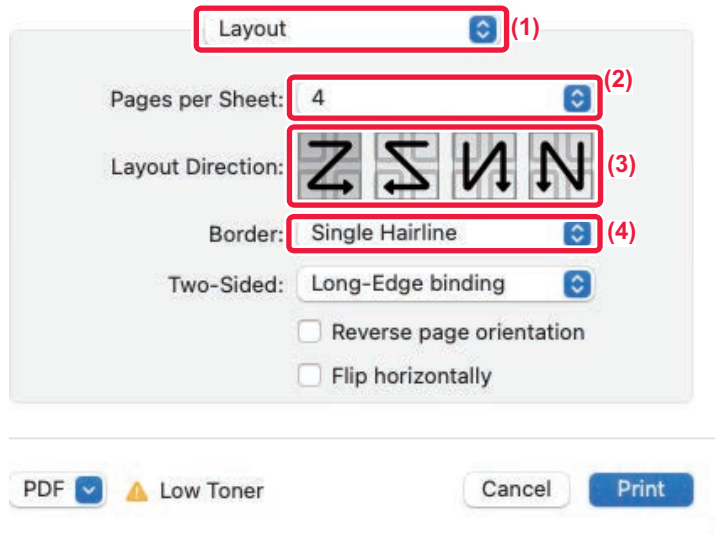 Layout (1)
Pages per Sheet: 4 (2)
Layout Direction: (3)
Border: Single Hairline (4)
Two-Sided: Long-Edge binding
Reverse page orientation
Flip horizontally
PDF Low Toner Cancel Print